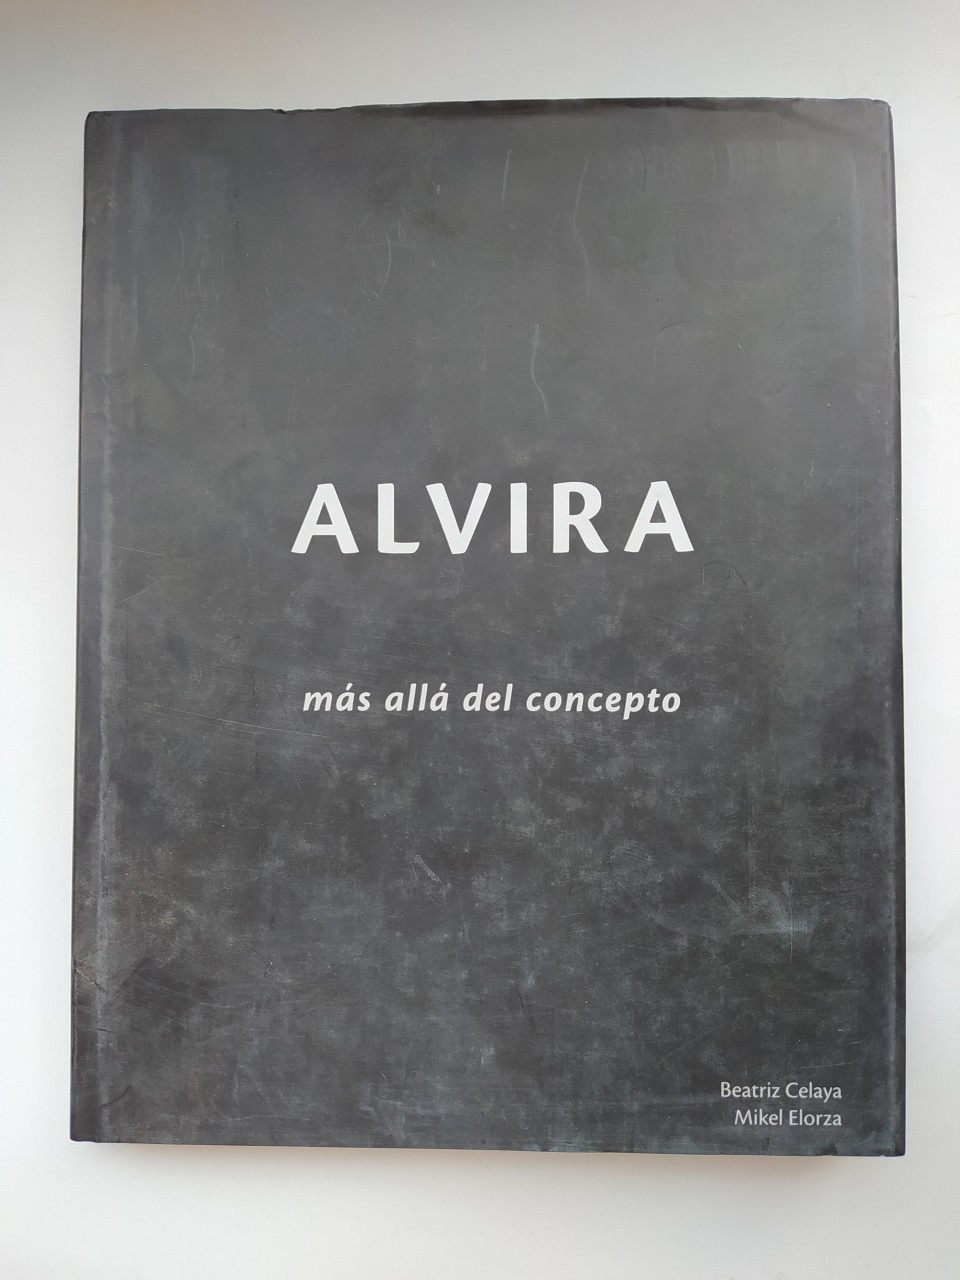 ALVIRA
más allá del concepto
Beatriz Celaya
Mikel Elorza